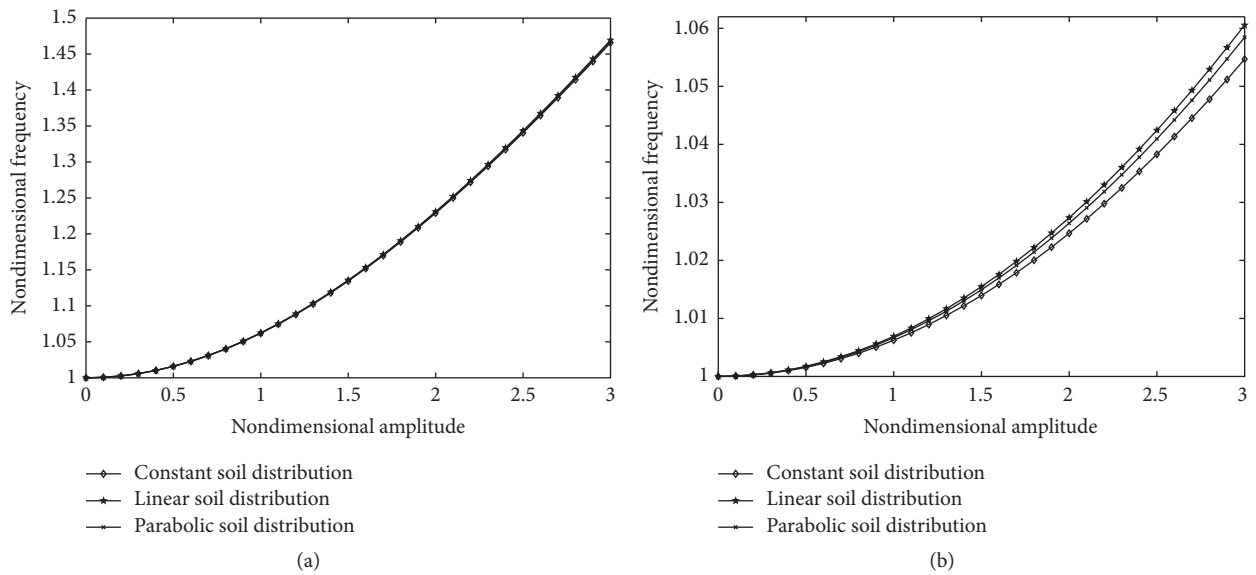 1.5
1.45
1.4
1.35
1.3
1.25
1.2
1.15
1.1
1.05
1
Nondimensional frequency
0 0.5 1 1.5 2 2.5 3
Nondimensional amplitude
Constant soil distribution
Linear soil distribution
Parabolic soil distribution
(a)
1.06
1.05
1.04
1.03
1.02
1.01
1
Nondimensional frequency
0 0.5 1 1.5 2 2.5 3
Nondimensional amplitude
Constant soil distribution
Linear soil distribution
Parabolic soil distribution
(b)